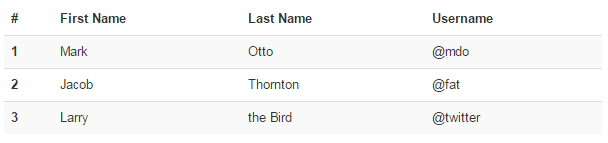 # First Name Last Name Username
1 Mark Otto @mdo
2 Jacob Thornton @fat
3 Larry the Bird @twitter